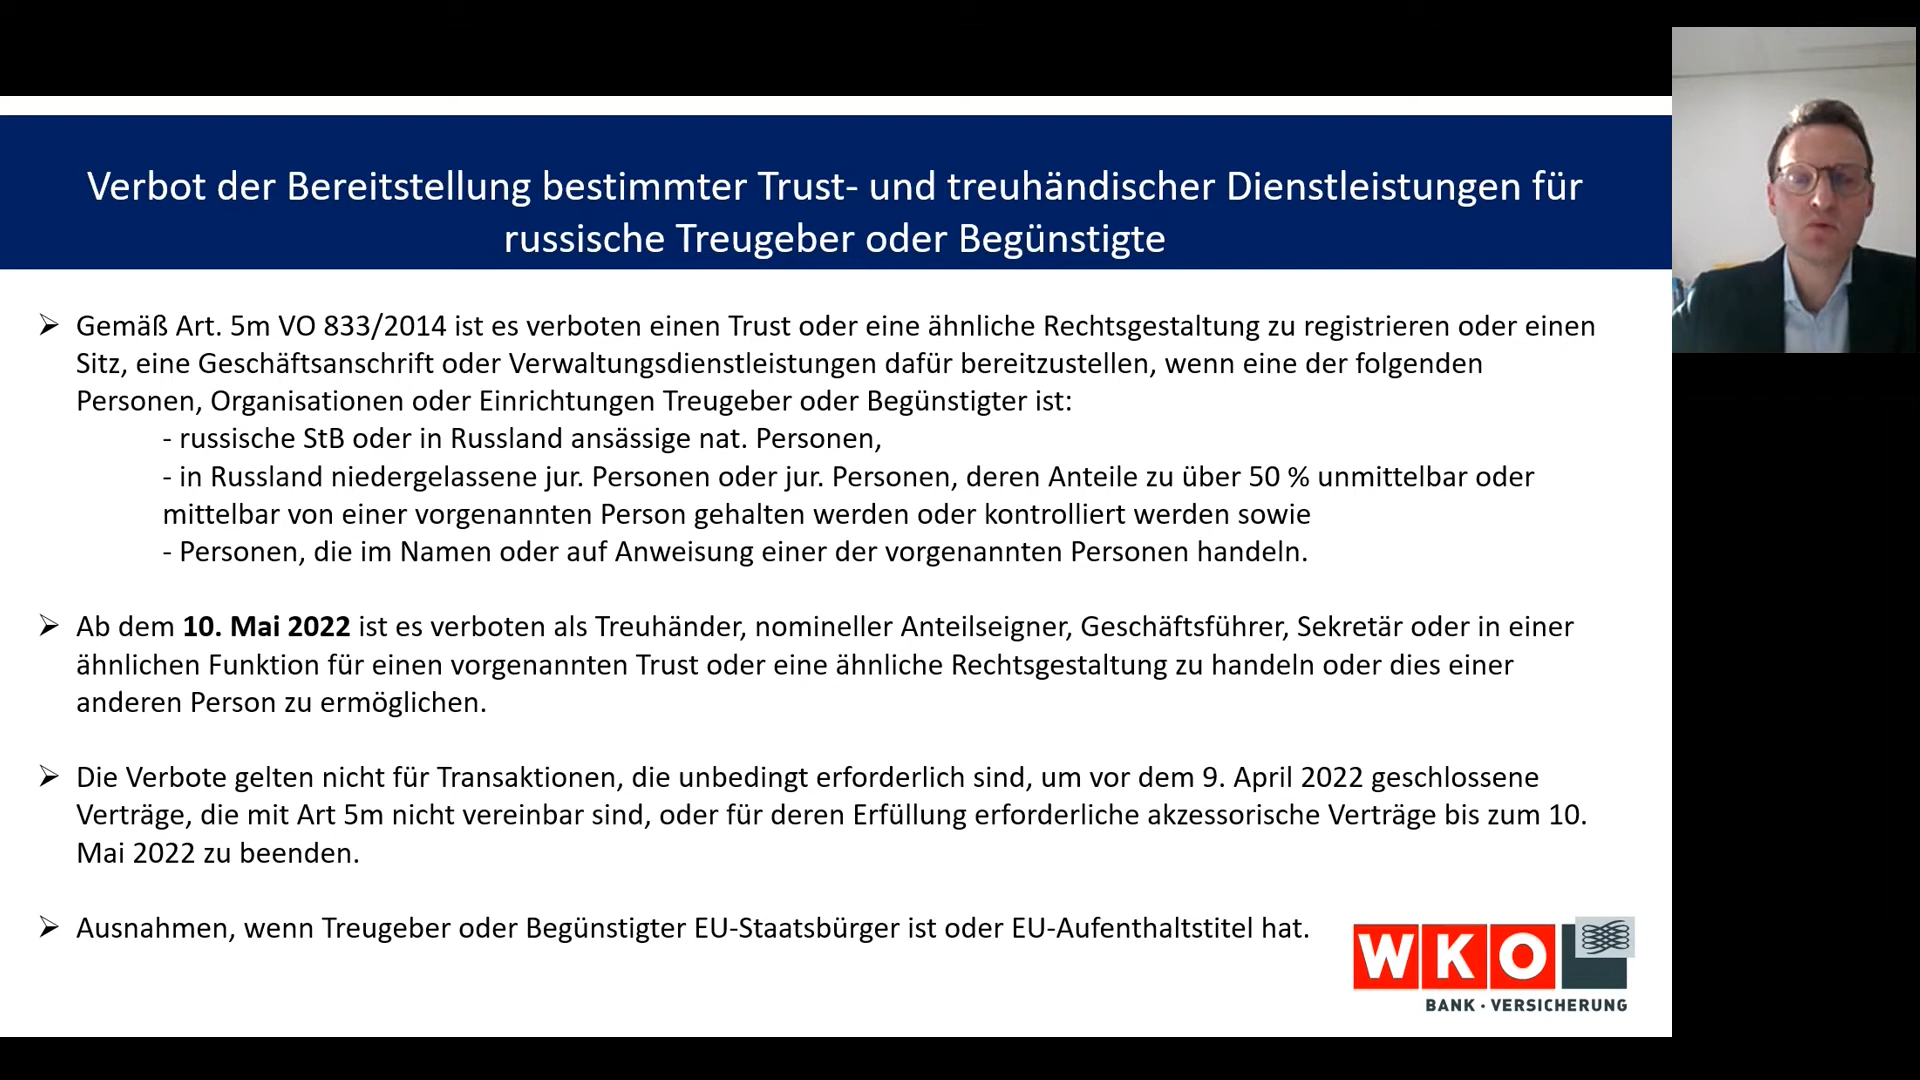 Verbot der Bereitstellung bestimmter Trust- und treuhändischer Dienstleistungen für
russische Treugeber oder Begünstigte
➢ Gemäß Art. 5m VO 833/2014 ist es verboten einen Trust oder eine ähnliche Rechtsgestaltung zu registrieren oder einen
Sitz, eine Geschäftsanschrift oder Verwaltungsdienstleistungen dafür bereitzustellen, wenn eine der folgenden
Personen, Organisationen oder Einrichtungen Treugeber oder Begünstigter ist:
- russische StB oder in Russland ansässige nat. Personen,
- in Russland niedergelassene jur. Personen oder jur. Personen, deren Anteile zu über 50 % unmittelbar oder
mittelbar von einer vorgenannten Person gehalten werden oder kontrolliert werden sowie
- Personen, die im Namen oder auf Anweisung einer der vorgenannten Personen handeln.
➢ Ab dem 10. Mai 2022 ist es verboten als Treuhänder, nomineller Anteilseigner, Geschäftsführer, Sekretär oder in einer
ähnlichen Funktion für einen vorgenannten Trust oder eine ähnliche Rechtsgestaltung zu handeln oder dies einer
anderen Person zu ermöglichen.
➢ Die Verbote gelten nicht für Transaktionen, die unbedingt erforderlich sind, um vor dem 9. April 2022 geschlossene
Verträge, die mit Art 5m nicht vereinbar sind, oder für deren Erfüllung erforderliche akzessorische Verträge bis zum 10.
Mai 2022 zu beenden.
➢ Ausnahmen, wenn Treugeber oder Begünstigter EU-Staatsbürger ist oder EU-Aufenthaltstitel hat.
WKO
BANK · VERSICHERUNG